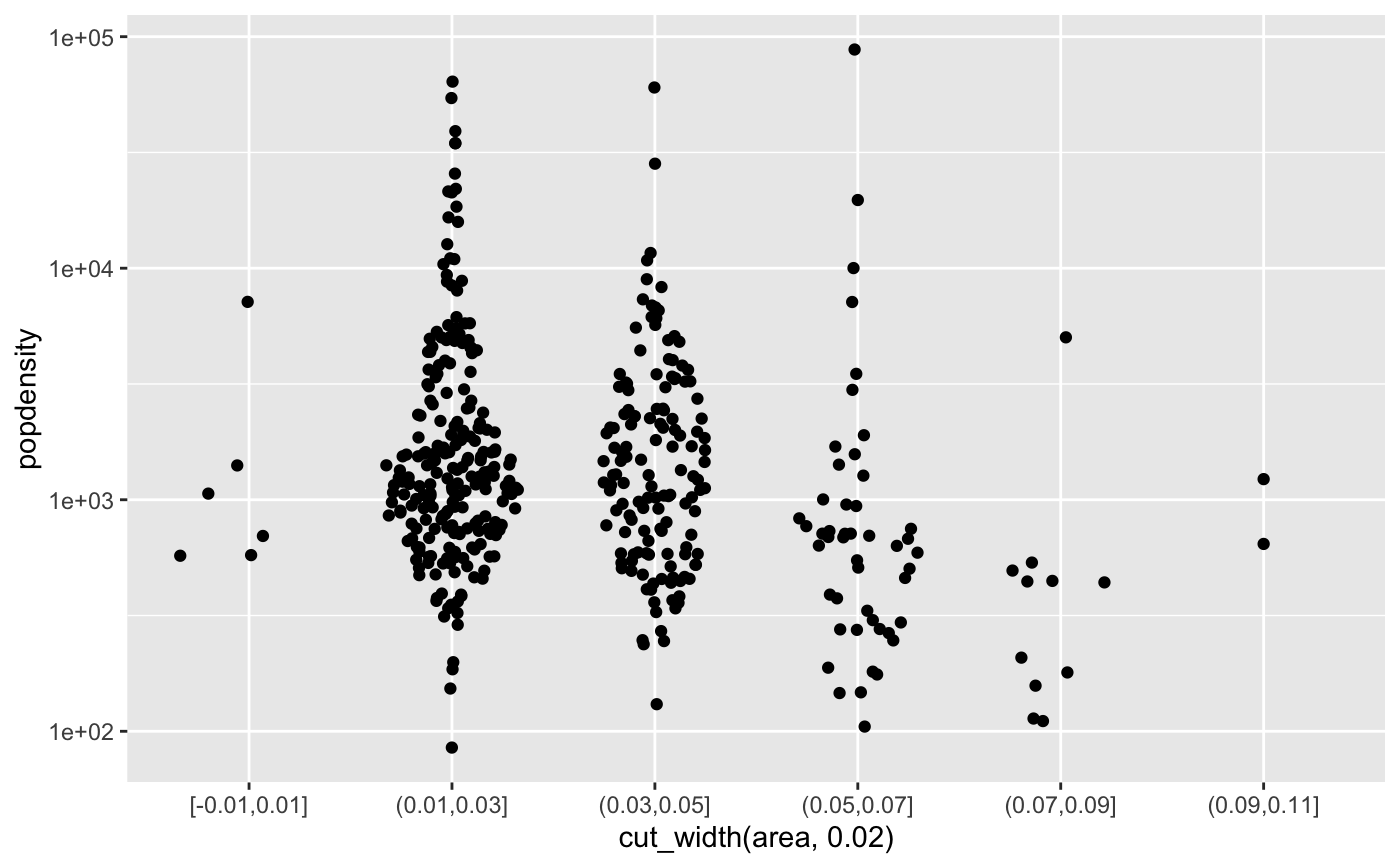 1e+05
1e+04
1e+03
1e+02
popdensity
[-0.01,0.01]
(0.01,0.03]
(0.03,0.05]
(0.05,0.07]
(0.07,0.09]
(0.09,0.11]
cut_width(area, 0.02)